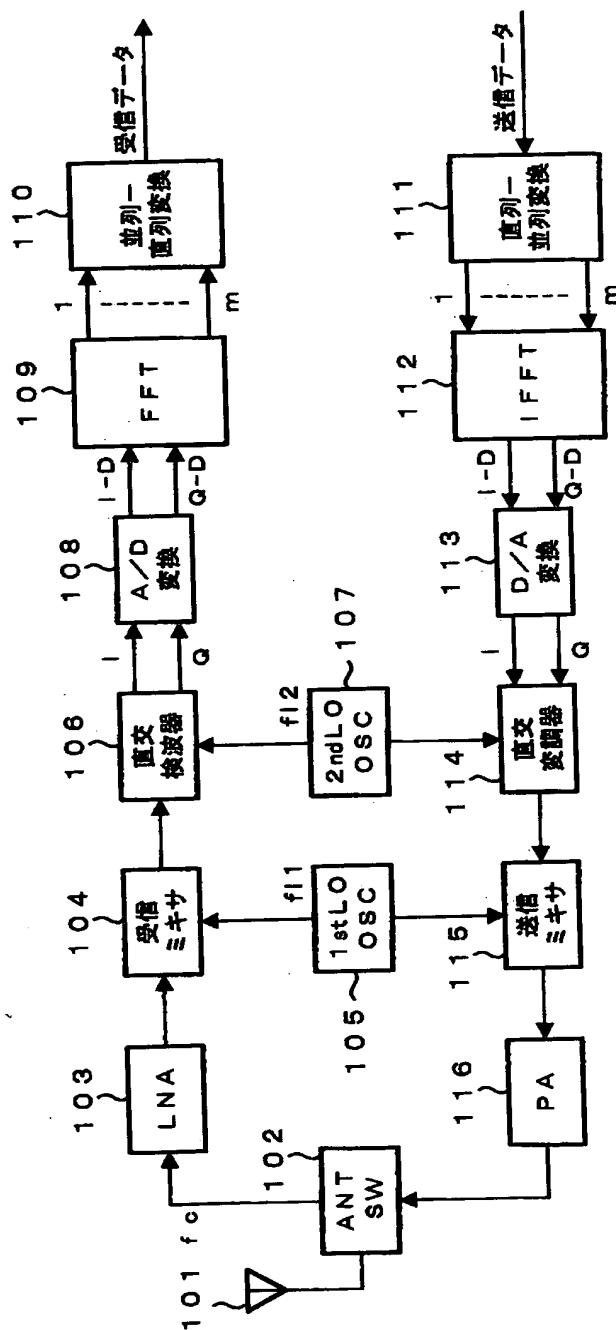 101
fc
102
ANT
SW
103
LNA
104
受信
ミキサ
106
直交
検波器
I
Q
108
A/D
変換
I-D
Q-D
109
FFT
1
m
110
並列ー
直列変換
受信データ
fl1
1stLO
OSC
105
fl2
2ndLO
OSC
107
送信データ
111
直列ー
並列変換
1
m
112
IFFT
I-D
Q-D
113
D/A
変換
I
Q
114
直交
変調器
115
送信
ミキサ
116
PA